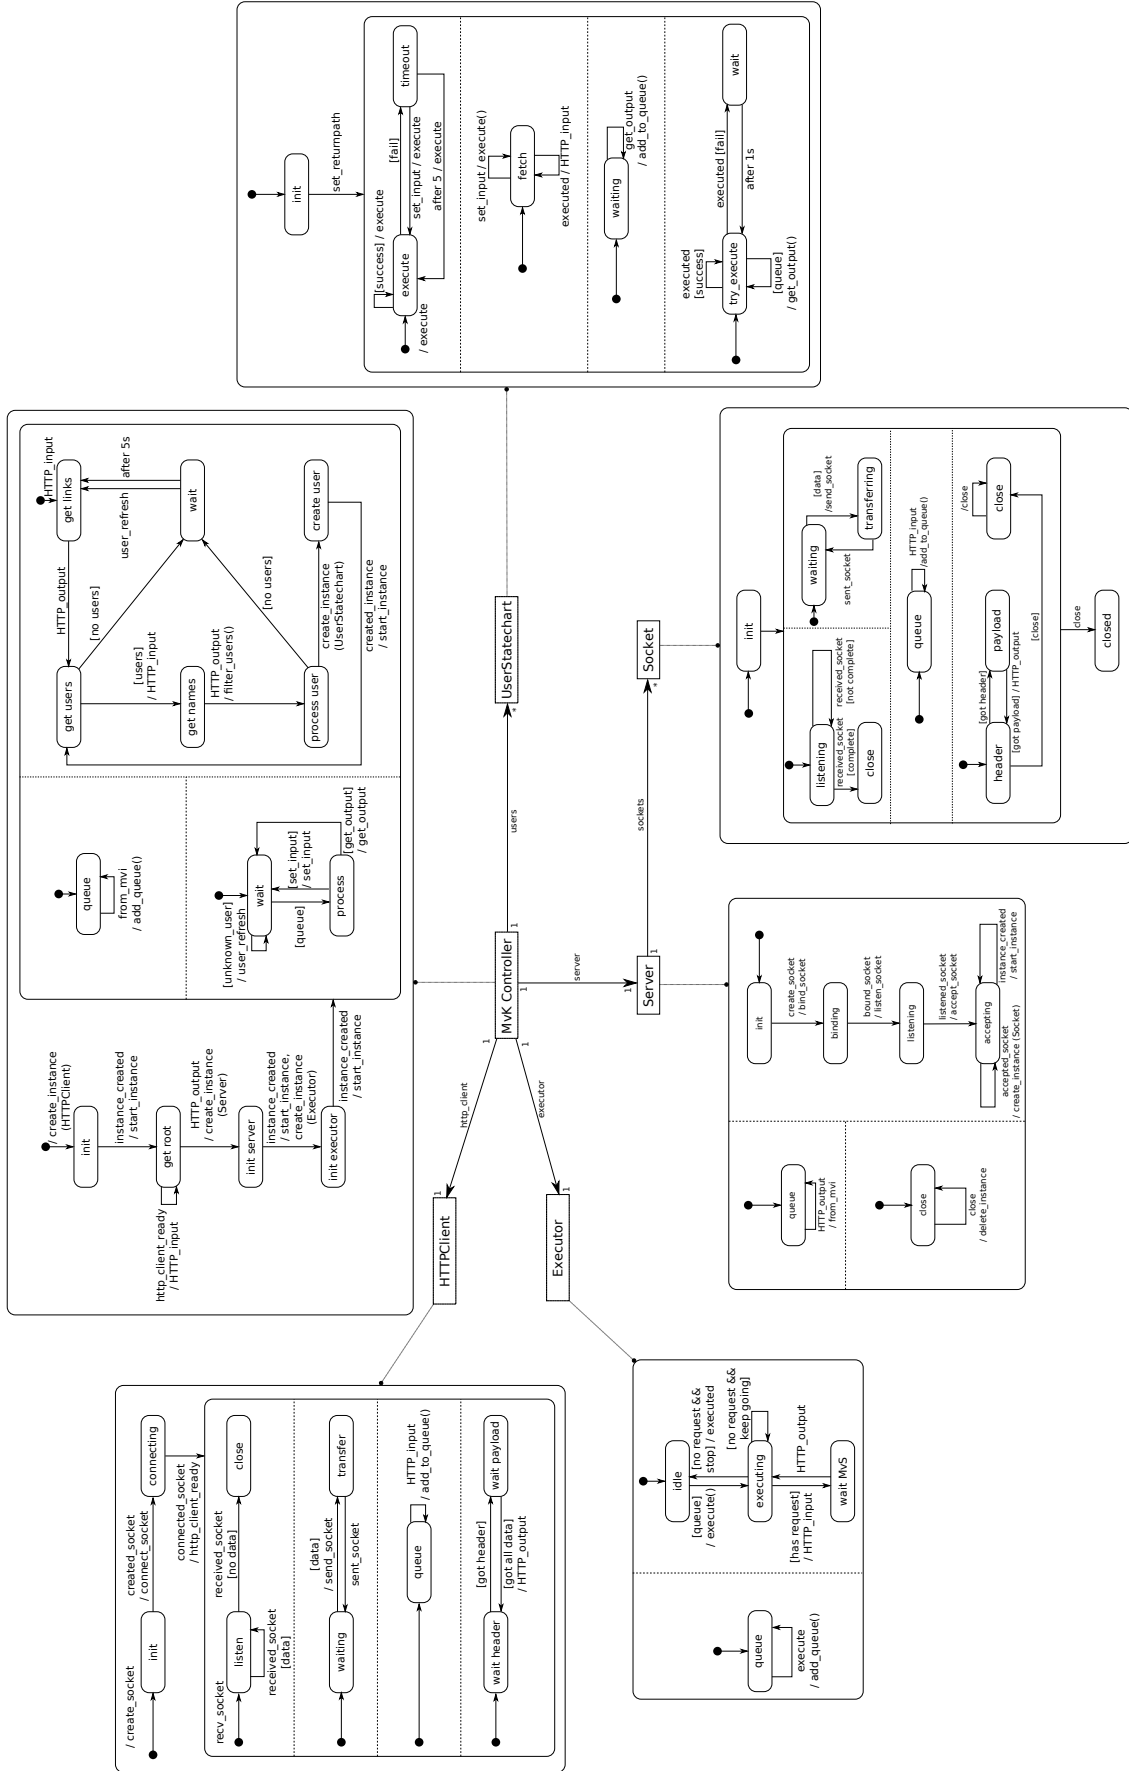 init
set_returnpath
timeout
[fail]
set_input / execute
after 5 / execute
[success] / execute
execute
/ execute
set_input / execute()
fetch
executed / HTTP_input
get_output
/ add_to_queue()
waiting
wait
executed [fail]
after 1s
executed
[success]
try_execute
[queue]
/ get_output()
HTTP_input
get links
after 5s
user_refresh
wait
create user
HTTP_output
[no users]
[no users]
create_instance
(UserStatechart)
created_instance
/ start_instance
get users
[users]
/ HTTP_input
get names
HTTP_output
/ filter_users()
process user
queue
from_mvi
/ add_queue()
wait
[unknown_user]
/ user_refresh
[queue]
[set_input]
/ set_input
process
[get_output]
/ get_output
/ create_instance
(HTTPClient)
init
instance_created
/ start_instance
get root
http_client_ready
/ HTTP_input
HTTP_output
/ create_instance
(Server)
init server
instance_created
/ start_instance,
create_instance
(Executor)
init executor
instance_created
/ start_instance
UserStatechart
*
users
1
MvK Controller
1
1
1
server
1
Server
1
sockets
*
Socket
http_client
1
HTTPClient
executor
1
Executor
init
waiting
[data]
/send_socket
transferring
sent_socket
listening
received_socket
[not complete]
received_socket
[complete]
close
queue
HTTP_input
/add_to_queue()
header
[got header]
[got payload] / HTTP_output
payload
/close
close
[close]
close
closed
init
create_socket
/ bind_socket
binding
bound_socket
/ listen_socket
listening
listened_socket
/ accept_socket
accepting
instance_created
/ start_instance
accepted_socket
/ create_instance (Socket)
queue
HTTP_output
/ from_mvi
close
close
/ delete_instance
/ create_socket
init
created_socket
/ connect_socket
connecting
connected_socket
/ http_client_ready
recv_socket
listen
received_socket
[no data]
close
received_socket
[data]
waiting
[data]
/ send_socket
sent_socket
transfer
queue
HTTP_input
/ add_to_queue()
wait header
[got header]
[got all data]
/ HTTP_output
wait payload
idle
[no request &&
stop] / executed
[queue]
/ execute()
executing
[no request &&
keep going]
HTTP_output
[has request]
/ HTTP_input
wait MvS
queue
execute
/ add_queue()